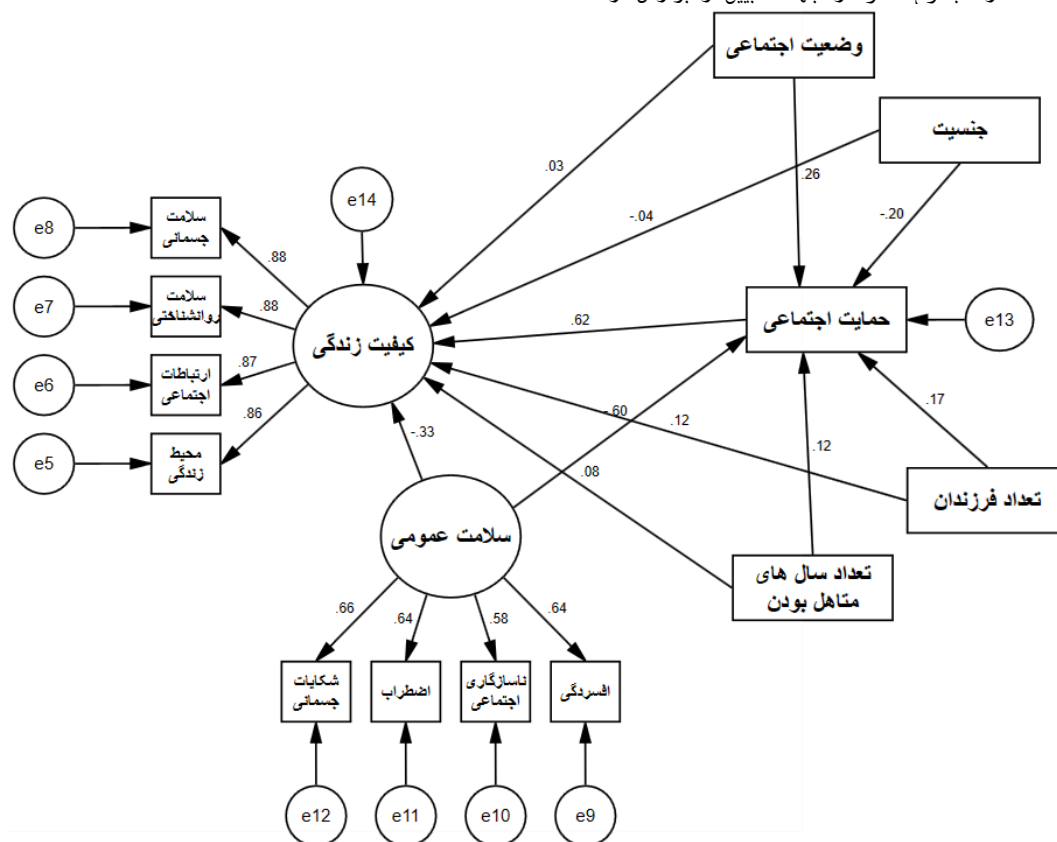 وضعیت اجتماعی
جنسیت
.03
.26
-.04
-.20
e14
e8
سلامت
جسمانی
.88
e7
سلامت
روانشناختی
.88
کیفیت زندگی
.62
حمایت اجتماعی
e13
e6
ارتباطات
اجتماعی
.87
e5
محیط
زندگی
.86
-.33
-.60
.12
.17
.08
.12
تعداد فرزندان
سلامت عمومی
تعداد سال های
متاهل بودن
.66
.64
.58
.64
شکایات
جسمانی
اضطراب
ناسازگاری
اجتماعی
افسردگی
e12
e11
e10
e9